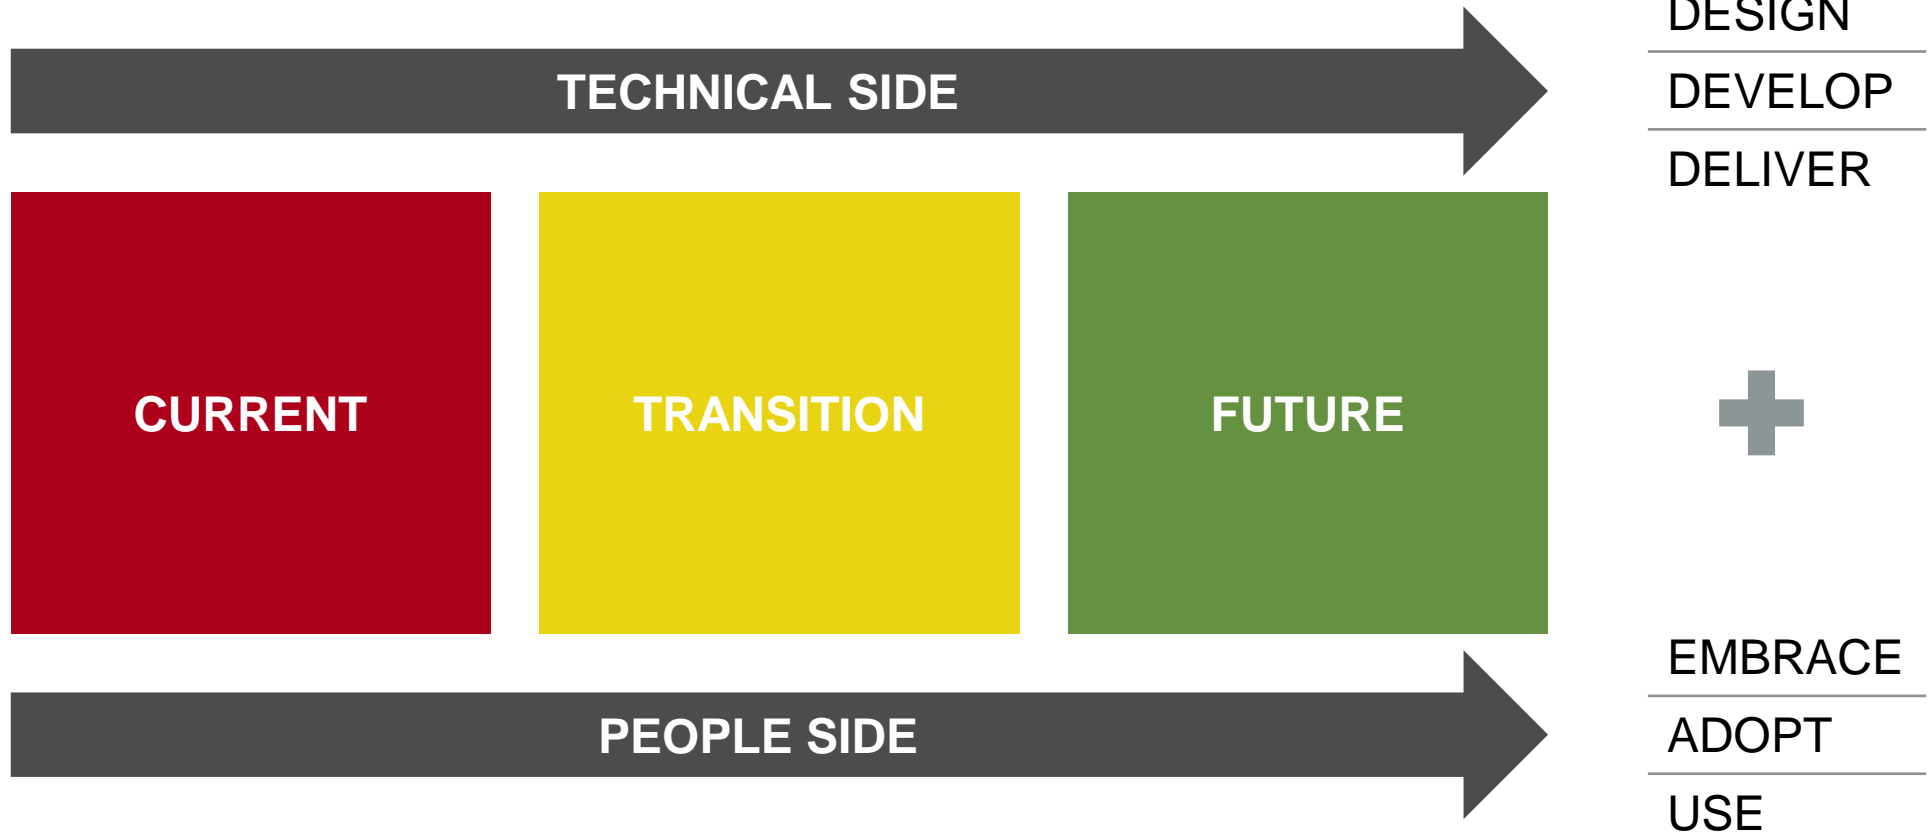 DESIGN
TECHNICAL SIDE
DEVELOP
DELIVER
CURRENT
TRANSITION
FUTURE
EMBRACE
PEOPLE SIDE
ADOPT
USE